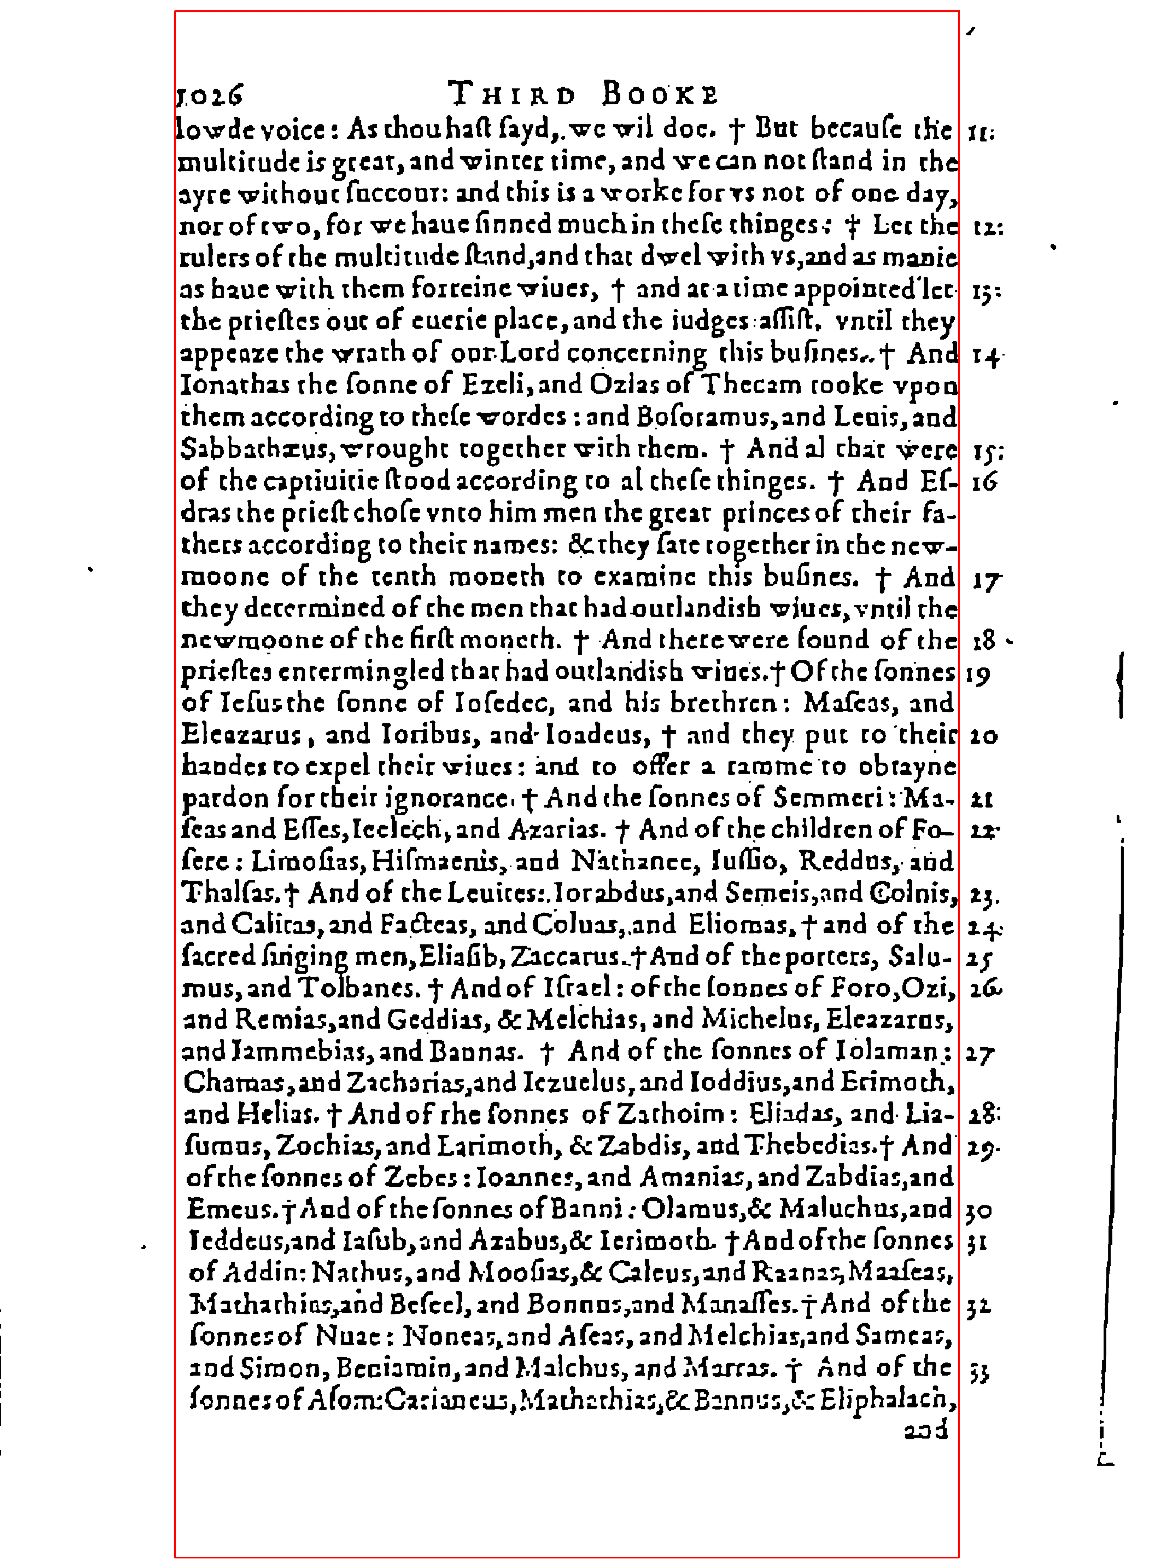 1026 THIRD BOOKE
lowde voice: As thou haſt ſayd, we wil doe. † But becauſe the 11:
multitude is great, and winter time, and we can not ſtand in the
ayre without ſuccour: and this is a worke for vs not of one day,
nor of two, for we haue ſinned much in theſe thinges: † Let the 12:
rulers of the multitude ſtand, and that dwel with vs, and as manie
as haue with them forreine wiues, † and at a time appointed let 13:
the prieſtes out of euerie place, and the iudges aſſiſt, vntil they
appeaze the wrath of our Lord concerning this buſines. † And 14
Ionathas the ſonne of Ezeli, and Ozias of Thecam tooke vpon
them according to theſe wordes: and Boſoramus, and Leuis, and
Sabbathæus, wrought together with them. † And al that were 15:
of the captiuitie ſtood according to al theſe thinges. † And Eſ- 16
dras the prieſt choſe vnto him men the great princes of their fa-
thers according to their names: & they ſate together in the new-
moone of the tenth moneth to examine this buſines. † And 17
they determined of the men that had outlandish wiues, vntil the
newmoone of the firſt moneth. † And there were found of the 18
prieſtes entermingled that had outlandish wiues. † Of the ſonnes 19
of Ieſus the ſonne of Ioſedec, and his brethren: Maſeas, and
Eleazarus, and Ioribus, and Ioadeus, † and they put to their 20
handes to expel their wiues: and to offer a ramme to obtayne
pardon for their ignorance. † And the ſonnes of Semmeri: Ma- 21
ſeas and Eſſes, Ieelech, and Azarias. † And of the children of Fo- 22
ſere: Limoſias, Hiſmaenis, and Nathanee, Iuſſio, Reddus, and
Thalſas. † And of the Leuites: Iorabdus, and Semeis, and Colnis, 23.
and Calitas, and Facteas, and Coluas, and Eliomas, † and of the 24
ſacred ſinging men, Eliaſib, Zaccarus. † And of the porters, Salu- 25
mus, and Tolbanes. † And of Iſrael: of the ſonnes of Foro, Ozi, 26
and Remias, and Geddias, & Melchias, and Michelus, Eleazarus,
and Iammebias, and Bannas. † And of the ſonnes of Iolaman: 27
Chamas, and Zacharias, and Iezuelus, and Ioddius, and Erimoth,
and Helias. † And of the ſonnes of Zathoim: Eliadas, and Lia- 28:
ſumus, Zochias, and Larimoth, & Zabdis, and Thebedias. † And 29.
of the ſonnes of Zebes: Ioannes, and Amanias, and Zabdias, and
Emeus. † And of the ſonnes of Banni: Olamus, & Maluchus, and 30
Ieddeus, and Iaſub, and Azabus, & Ierimoth. † And of the ſonnes 31
of Addin: Nathus, and Mooſias, & Caleus, and Raanas, Maaſeas,
Mathathias, and Beſeel, and Bonnus, and Manaſſes. † And of the 32
ſonnes of Nuae: Noneas, and Aſeas, and Melchias, and Sameas,
and Simon, Beniamin, and Malchus, and Marras. † And of the 33
ſonnes of Aſom: Carianeus, Mathathias, & Bannus, & Eliphalach,
and